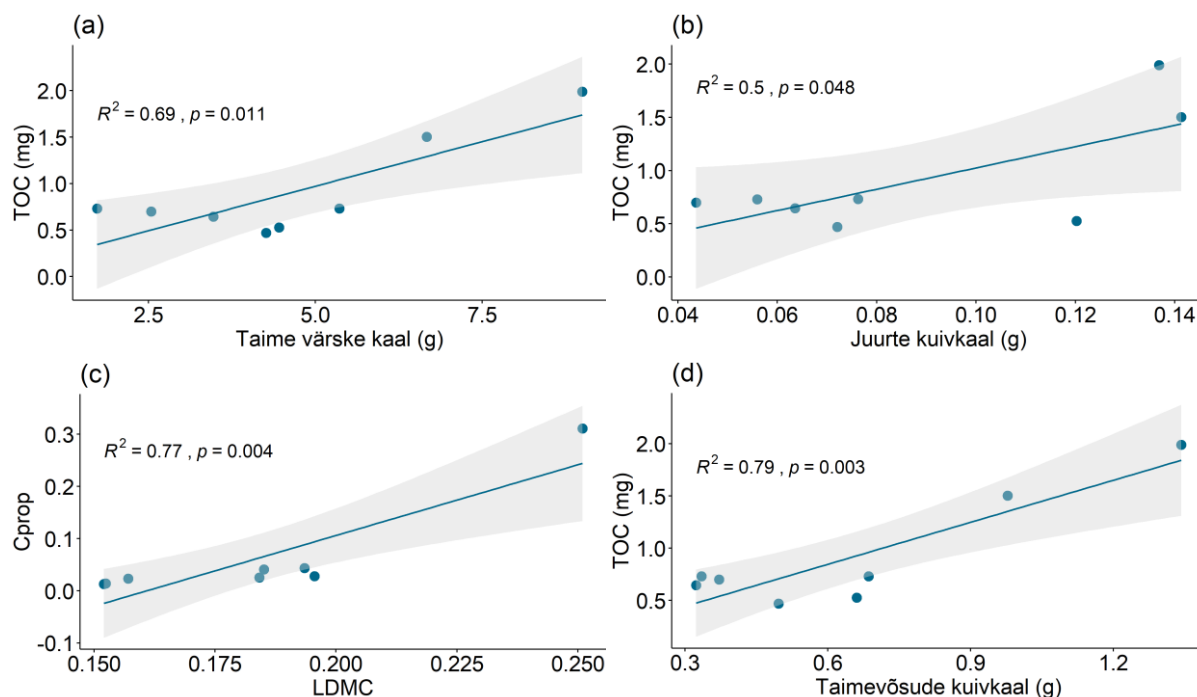 (a)
R² = 0.69 , p = 0.011
TOC (mg)
2.0
1.5
1.0
0.5
0.0
2.5 5.0 7.5
Taime värske kaal (g)
(b)
R² = 0.5 , p = 0.048
TOC (mg)
2.0
1.5
1.0
0.5
0.0
0.04 0.06 0.08 0.10 0.12 0.14
Juurte kuivkaal (g)
(c)
R² = 0.77 , p = 0.004
Cprop
0.3
0.2
0.1
0.0
-0.1
0.150 0.175 0.200 0.225 0.250
LDMC
(d)
R² = 0.79 , p = 0.003
TOC (mg)
2.0
1.5
1.0
0.5
0.3 0.6 0.9 1.2
Taimevõsude kuivkaal (g)